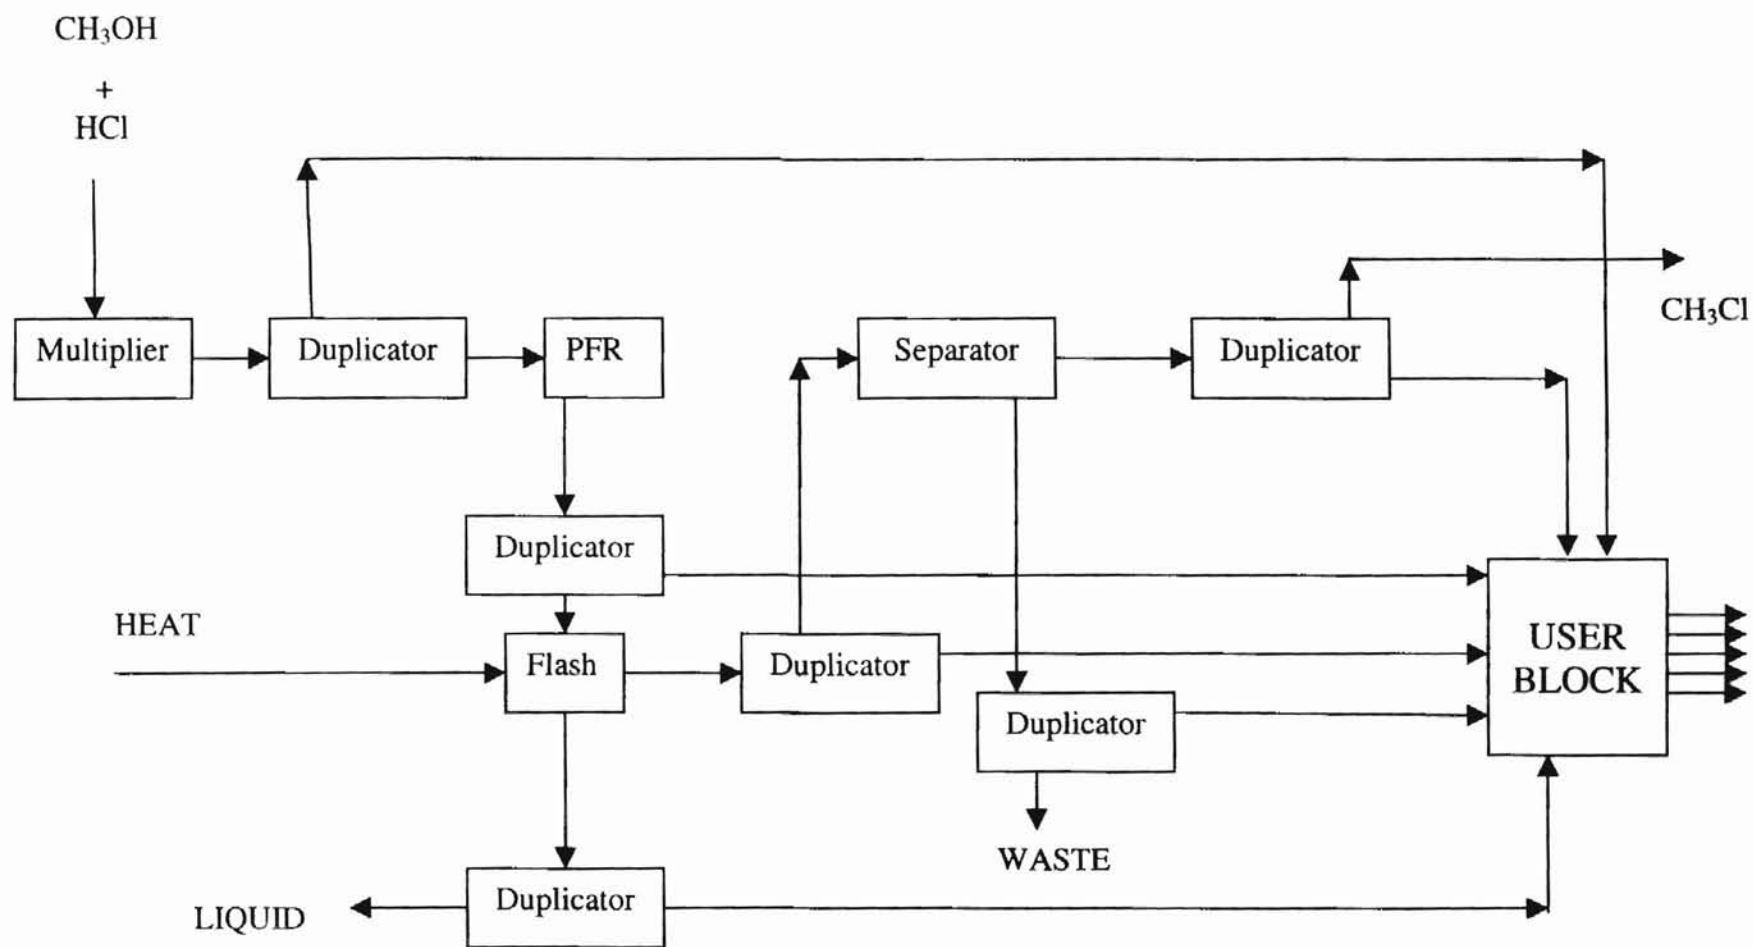 CH₃OH
+
HCl
CH₃Cl
Multiplier
Duplicator
PFR
Separator
Duplicator
Duplicator
HEAT
Flash
Duplicator
USER
BLOCK
Duplicator
WASTE
Duplicator
LIQUID